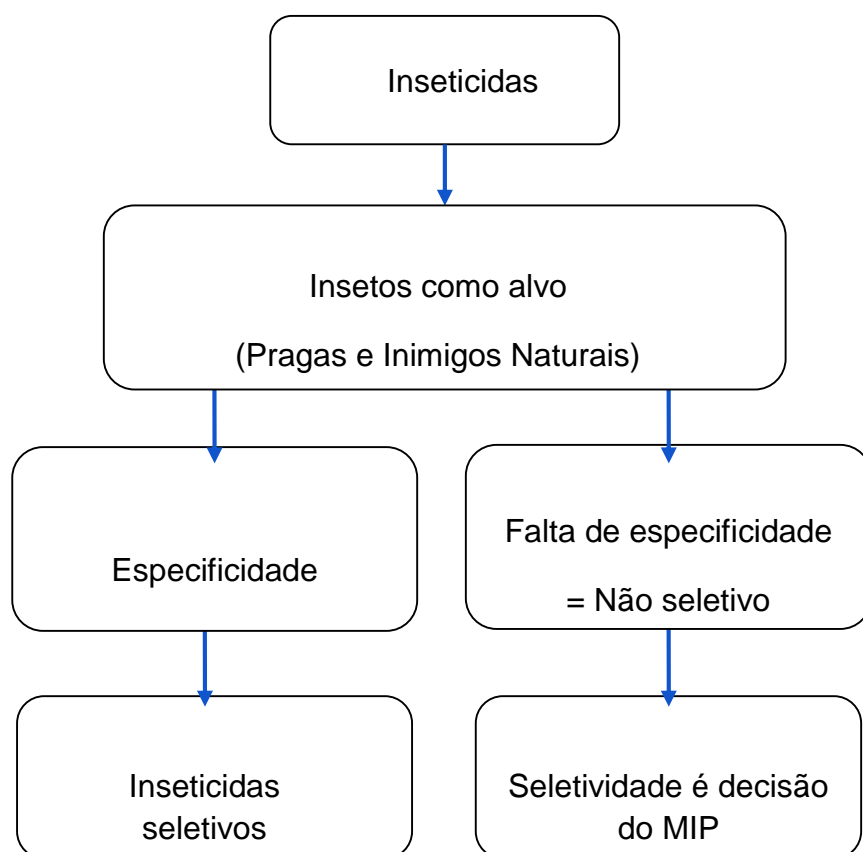 Inseticidas
Insetos como alvo
(Pragas e Inimigos Naturais)
Especificidade
Falta de especificidade
= Não seletivo
Inseticidas
seletivos
Seletividade é decisão
do MIP